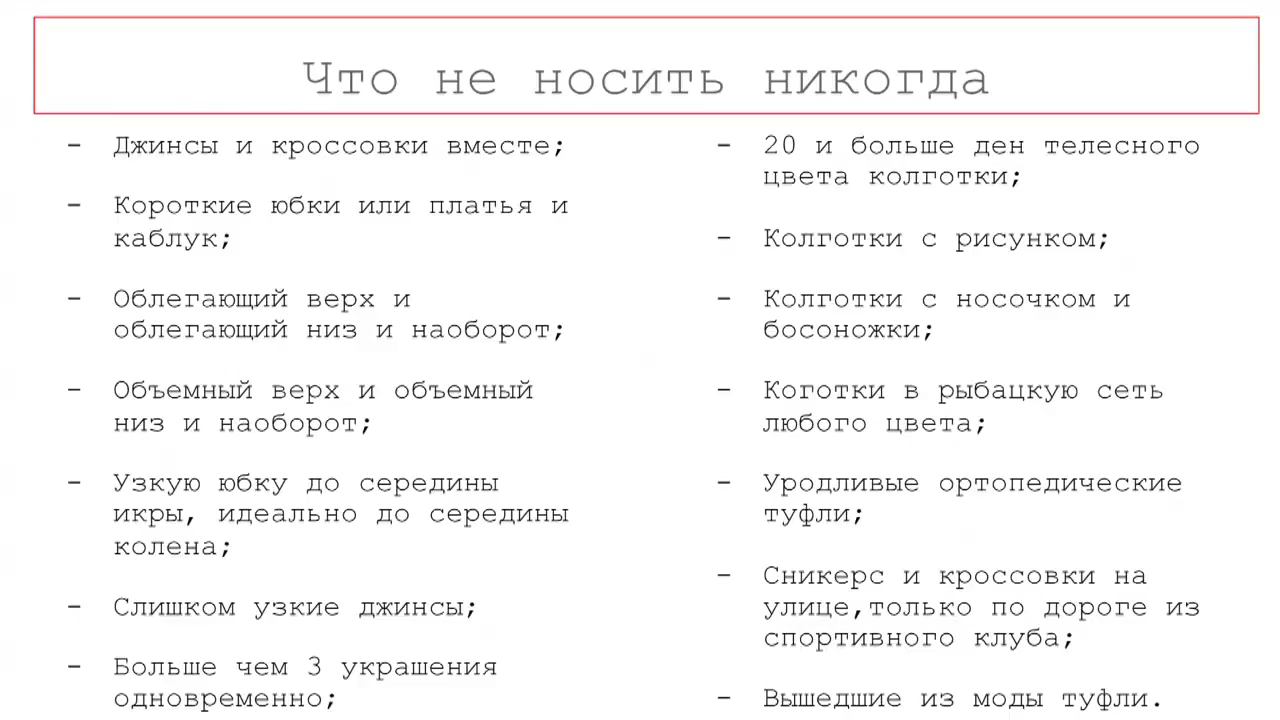 Что не носить никогда
- Джинсы и кроссовки вместе;
- Короткие юбки или платья и
каблук;
- Облегающий верх и
облегающий низ и наоборот;
- Объемный верх и объемный
низ и наоборот;
- Узкую юбку до середины
икры, идеально до середины
колена;
- Слишком узкие джинсы;
- Больше чем 3 украшения
одновременно;
- 20 и больше ден телесного
цвета колготки;
- Колготки с рисунком;
- Колготки с носочком и
босоножки;
- Коготки в рыбацкую сеть
любого цвета;
- Уродливые ортопедические
туфли;
- Сникерс и кроссовки на
улице,только по дороге из
спортивного клуба;
- Вышедшие из моды туфли.